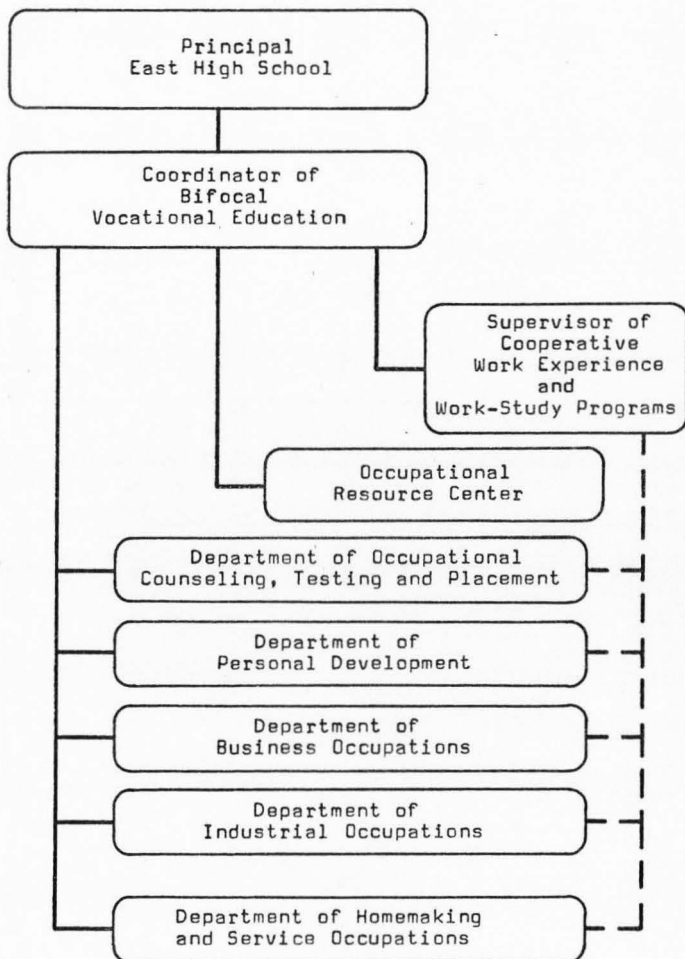 Principal
East High School
Coordinator of
Bifocal
Vocational Education
Supervisor of
Cooperative
Work Experience
and
Work-Study Programs
Occupational
Resource Center
Department of Occupational
Counseling, Testing and Placement
Department of
Personal Development
Department of
Business Occupations
Department of
Industrial Occupations
Department of Homemaking
and Service Occupations